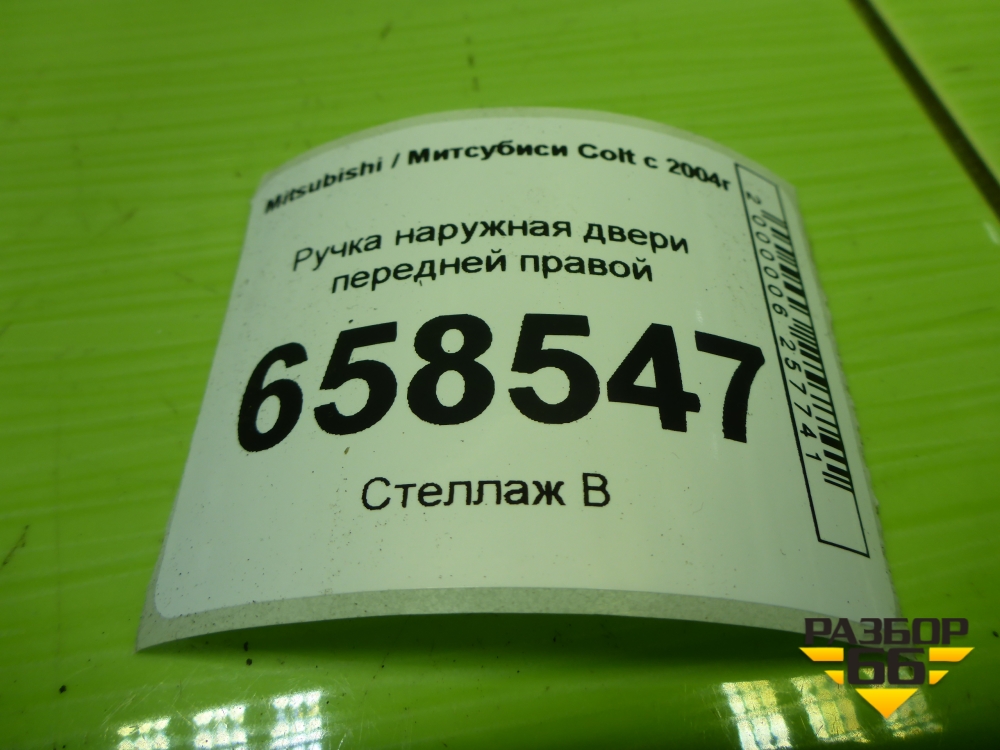 Mitsubishi / Митсубиси Colt с 2004г
Ручка наружная двери
передней правой
658547
Стеллаж В
2000006257741
РАЗБОР
66